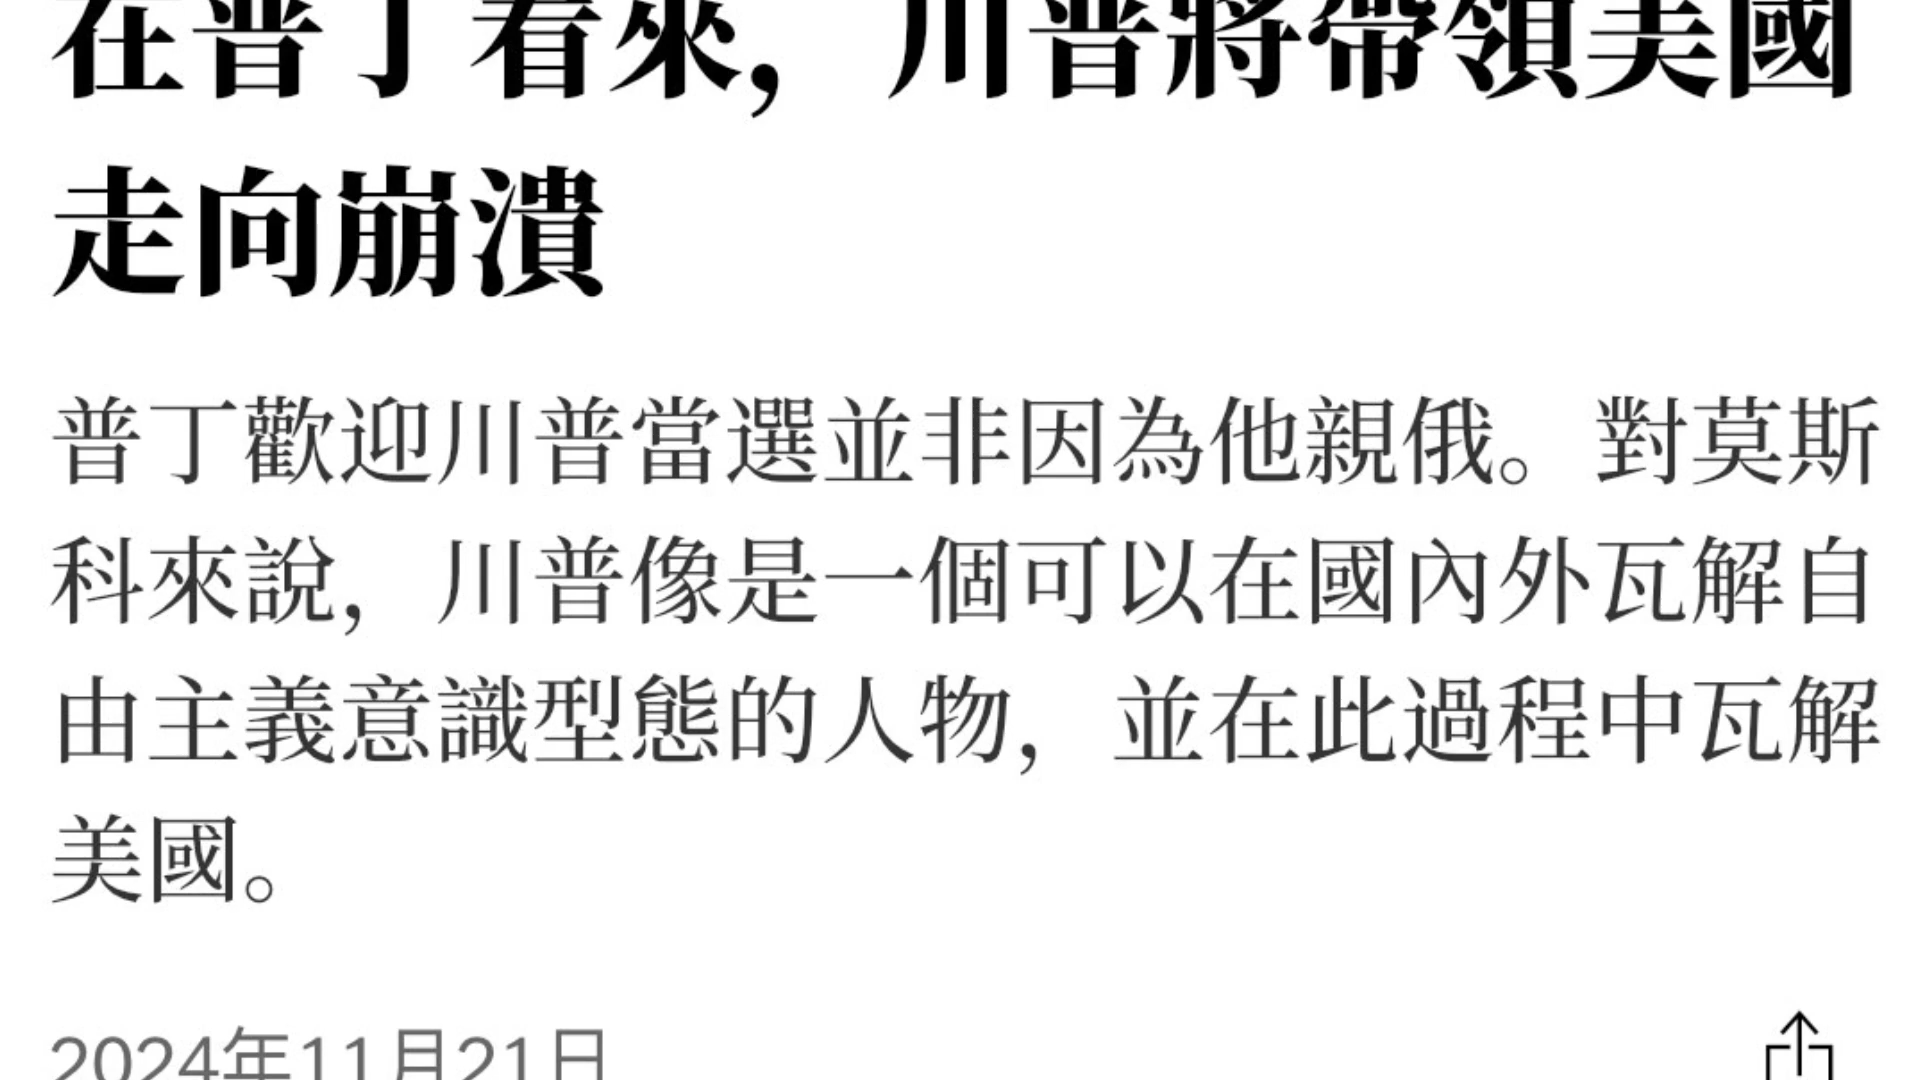 在普丁看來，川普將帶領美國
走向崩潰
普丁歡迎川普當選並非因為他親俄。對莫斯
科來說，川普像是一個可以在國內外瓦解自
由主義意識型態的人物，並在此過程中瓦解
美國。
2024年11月21日